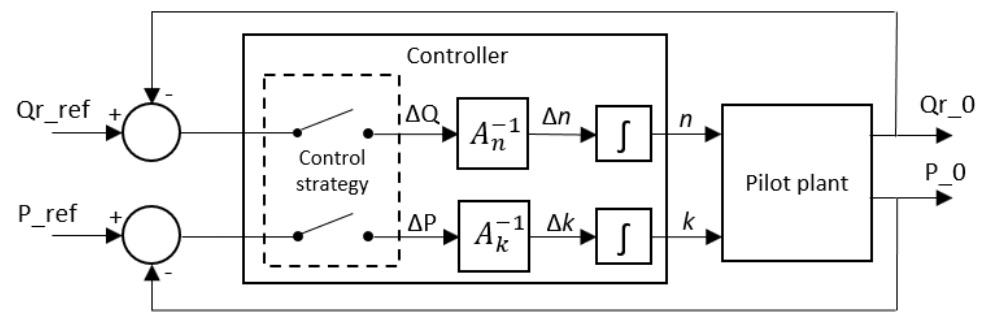 Controller
Qr_ref
+
-
Control
strategy
ΔQ
A_n^{-1}
Δn
∫
n
Pilot plant
Qr_0
P_ref
+
-
ΔP
A_k^{-1}
Δk
∫
k
P_0